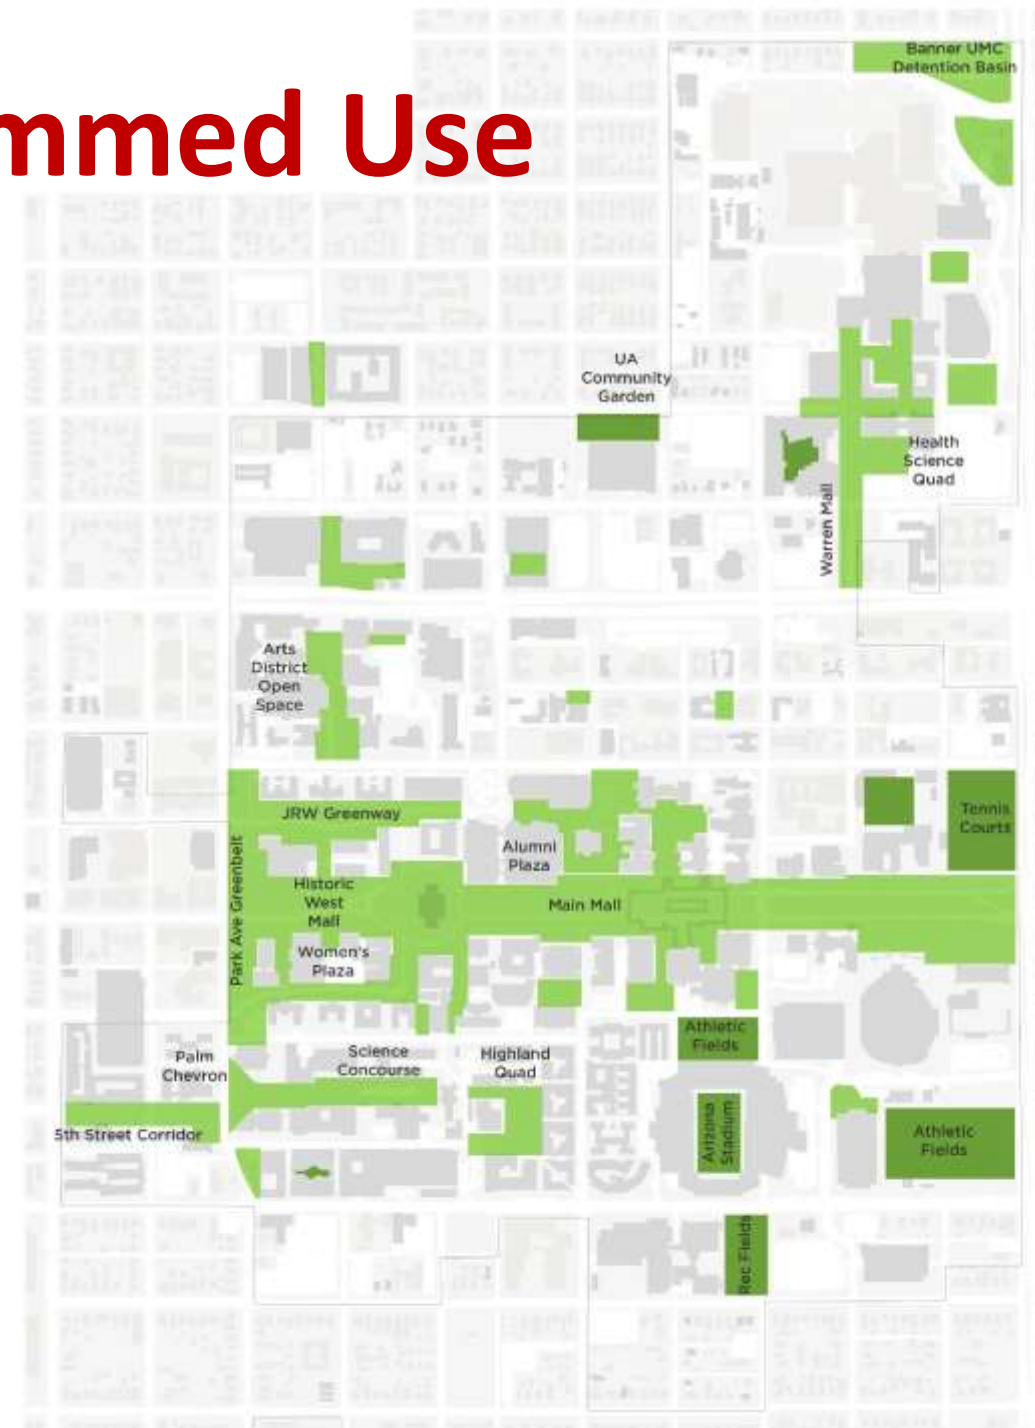 mmed Use
Banner UMC
Detention Basin
UA
Community
Garden
Health
Science
Quad
Warren Mall
Arts
District
Open
Space
JRW Greenway
Tennis
Courts
Alumni
Plaza
Park Ave Greenbelt
Historic
West
Mall
Main Mall
Women's
Plaza
Athletic
Fields
Palm
Chevron
Science
Concourse
Highland
Quad
Arizona
Stadium
5th Street Corridor
Athletic
Fields
Rec Fields